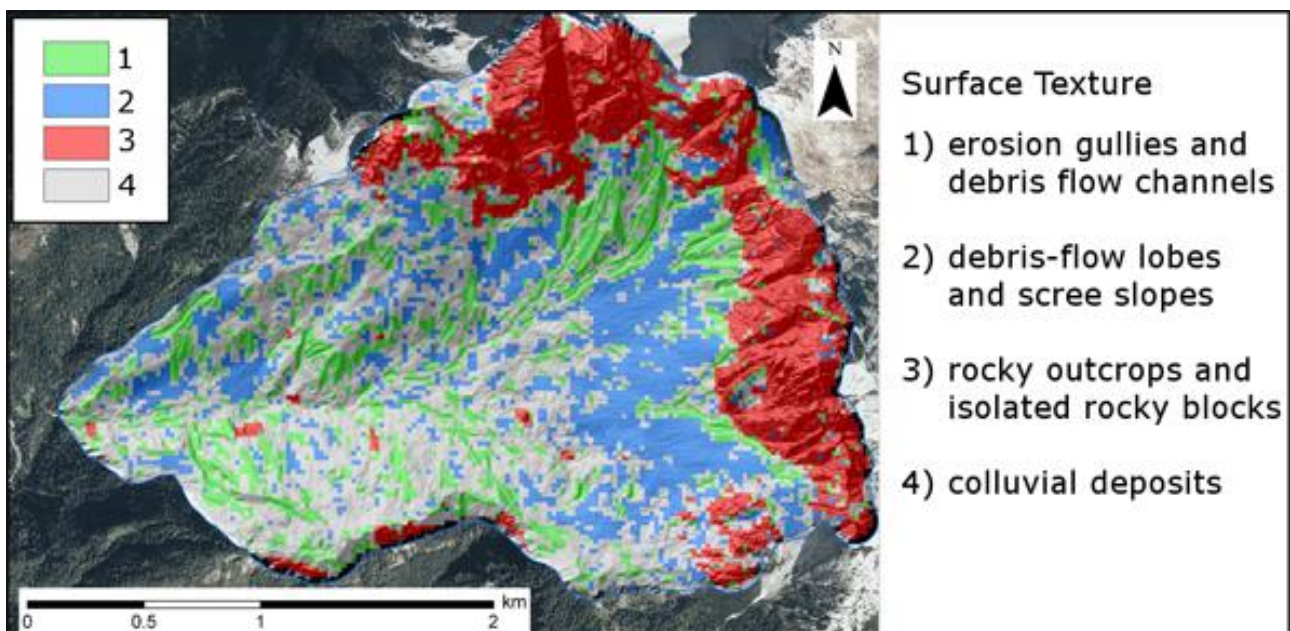 1
2
3
4
N
Surface Texture
1) erosion gullies and
debris flow channels
2) debris-flow lobes
and scree slopes
3) rocky outcrops and
isolated rocky blocks
4) colluvial deposits
km
0 0.5 1 2